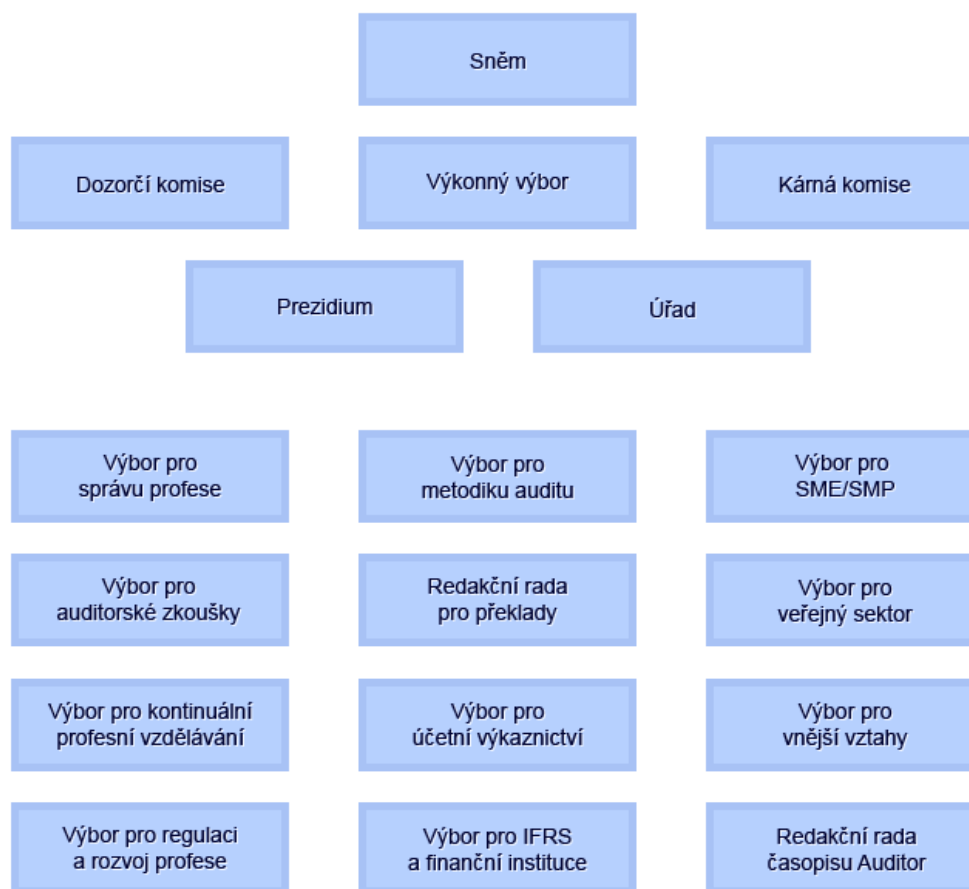 Sněm
Dozorčí komise
Výkonný výbor
Kárná komise
Prezidium
Úřad
Výbor pro
správu profese
Výbor pro
metodiku auditu
Výbor pro
SME/SMP
Výbor pro
auditorské zkoušky
Redakční rada
pro překlady
Výbor pro
veřejný sektor
Výbor pro kontinuální
profesní vzdělávání
Výbor pro
účetní výkaznictví
Výbor pro
vnější vztahy
Výbor pro regulaci
a rozvoj profese
Výbor pro IFRS
a finanční instituce
Redakční rada
časopisu Auditor